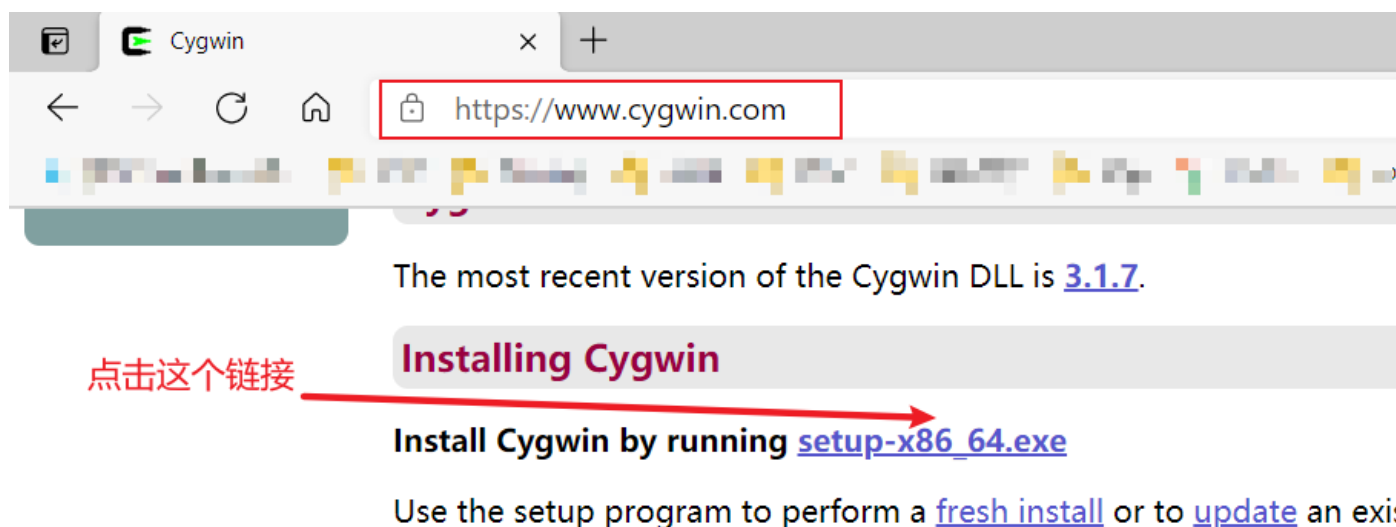 Cygwin
https://www.cygwin.com
The most recent version of the Cygwin DLL is 3.1.7.
Installing Cygwin
点击这个链接
Install Cygwin by running setup-x86_64.exe
Use the setup program to perform a fresh install or to update an